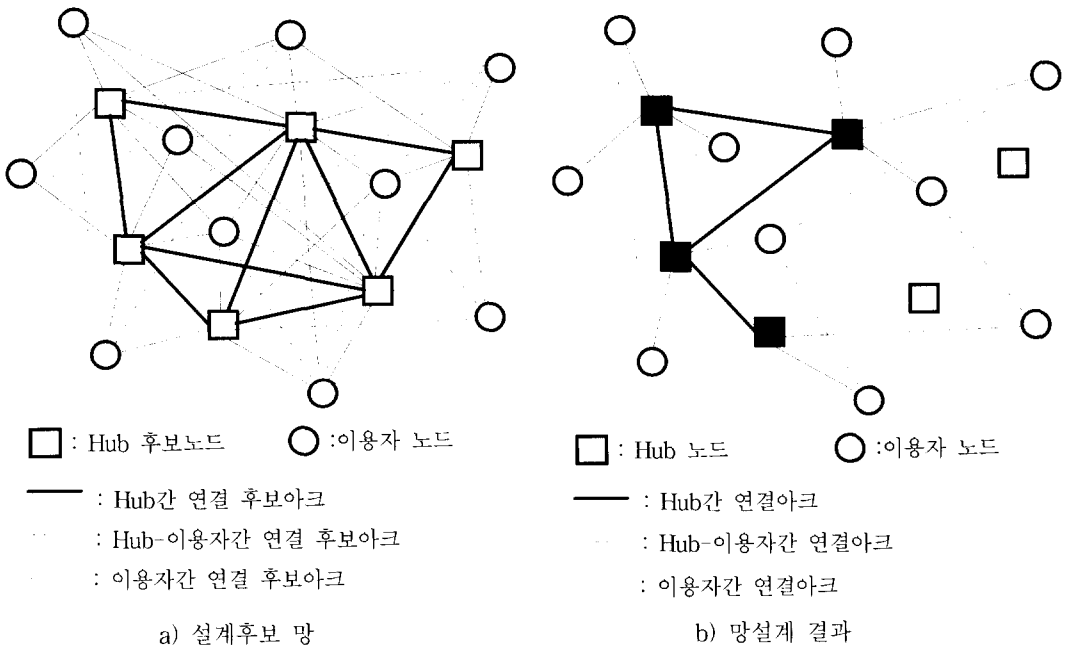 : Hub 후보노드 :이용자 노드
: Hub간 연결 후보아크
: Hub-이용자간 연결 후보아크
: 이용자간 연결 후보아크
a) 설계후보 망
: Hub 노드 :이용자 노드
: Hub간 연결아크
: Hub-이용자간 연결아크
: 이용자간 연결아크
b) 망설계 결과